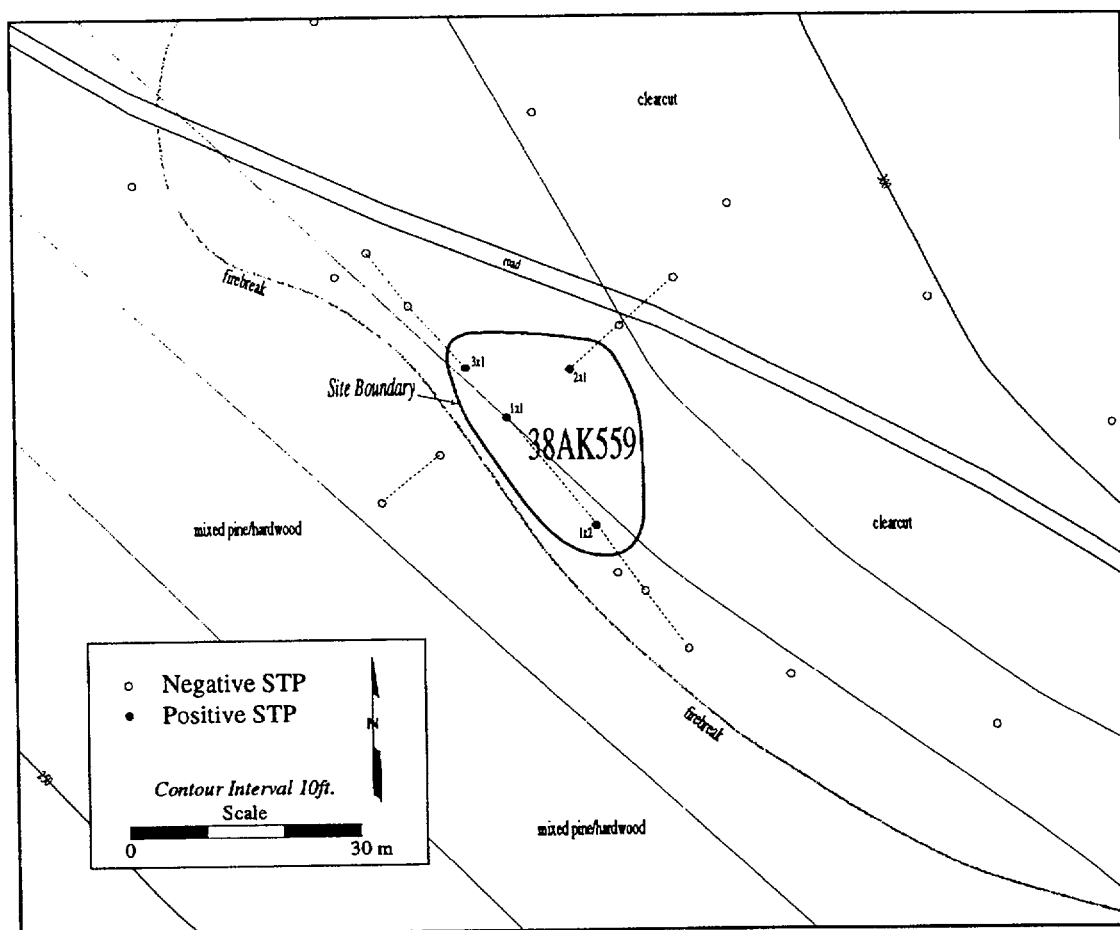 clearcut
road
firebreak
3x1
2x1
Site Boundary
1x1
38AK559
mixed pine/hardwood
clearcut
1x2
Negative STP
Positive STP
N
Contour Interval 10ft.
Scale
0 30 m
firebreak
250
mixed pine/hardwood